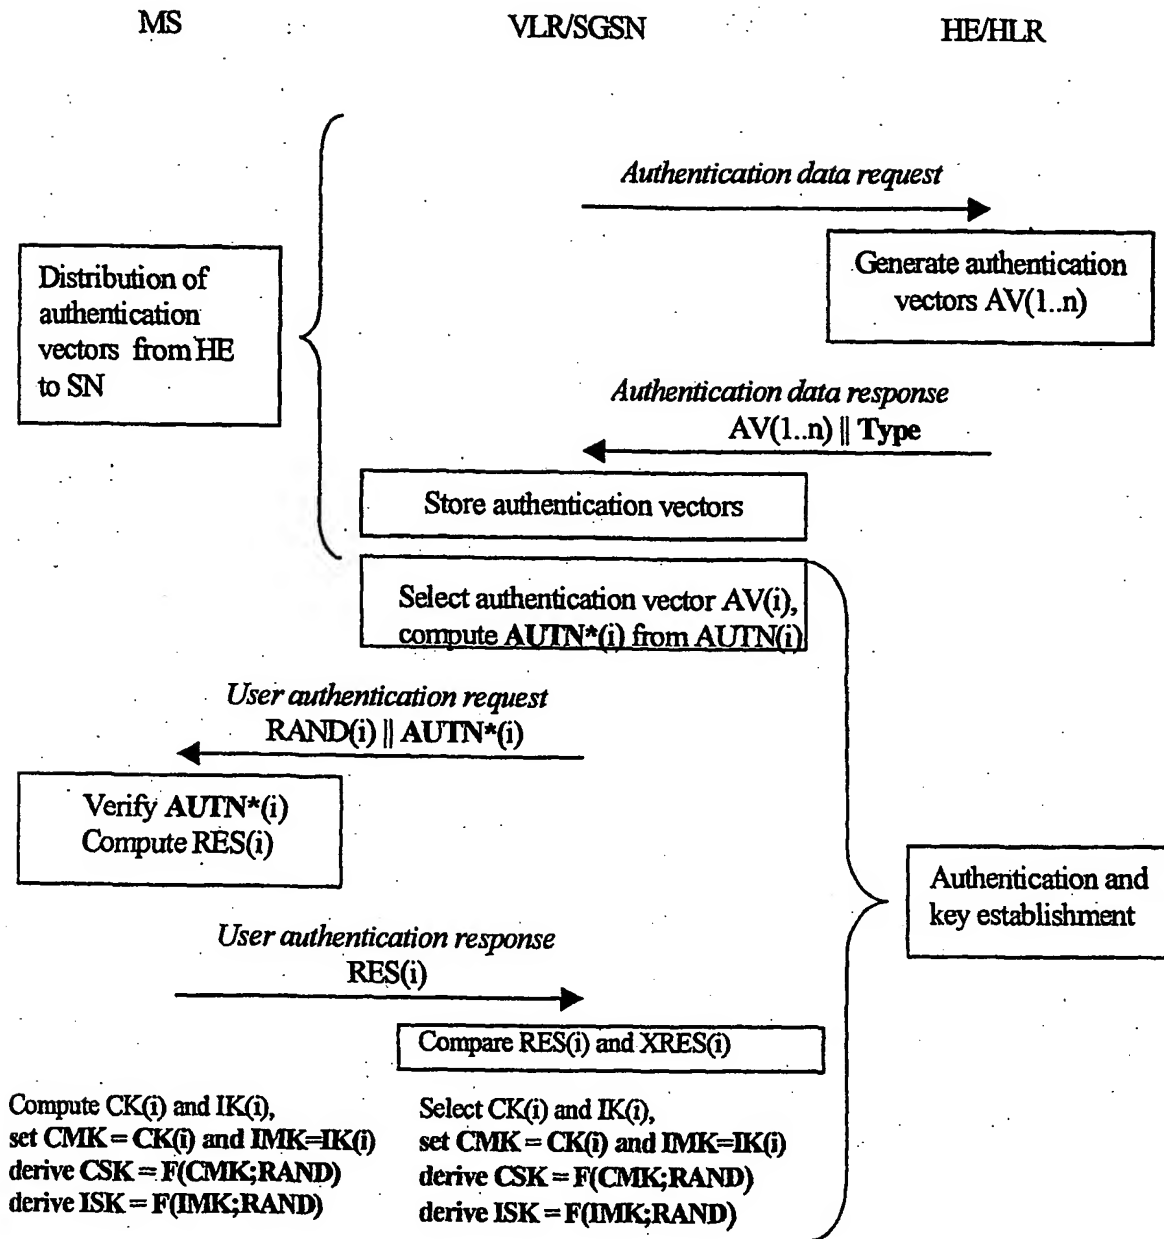 MS
VLR/SGSN
HE/HLR
Authentication data request
Generate authentication
vectors AV(1..n)
Distribution of
authentication
vectors from HE
to SN
Authentication data response
AV(1..n) || Type
Store authentication vectors
Select authentication vector AV(i),
compute AUTN*(i) from AUTN(i)
User authentication request
RAND(i) || AUTN*(i)
Verify AUTN*(i)
Compute RES(i)
Authentication and
key establishment
User authentication response
RES(i)
Compare RES(i) and XRES(i)
Compute CK(i) and IK(i),
set CMK = CK(i) and IMK=IK(i)
derive CSK = F(CMK;RAND)
derive ISK = F(IMK;RAND)
Select CK(i) and IK(i),
set CMK = CK(i) and IMK=IK(i)
derive CSK = F(CMK;RAND)
derive ISK = F(IMK;RAND)